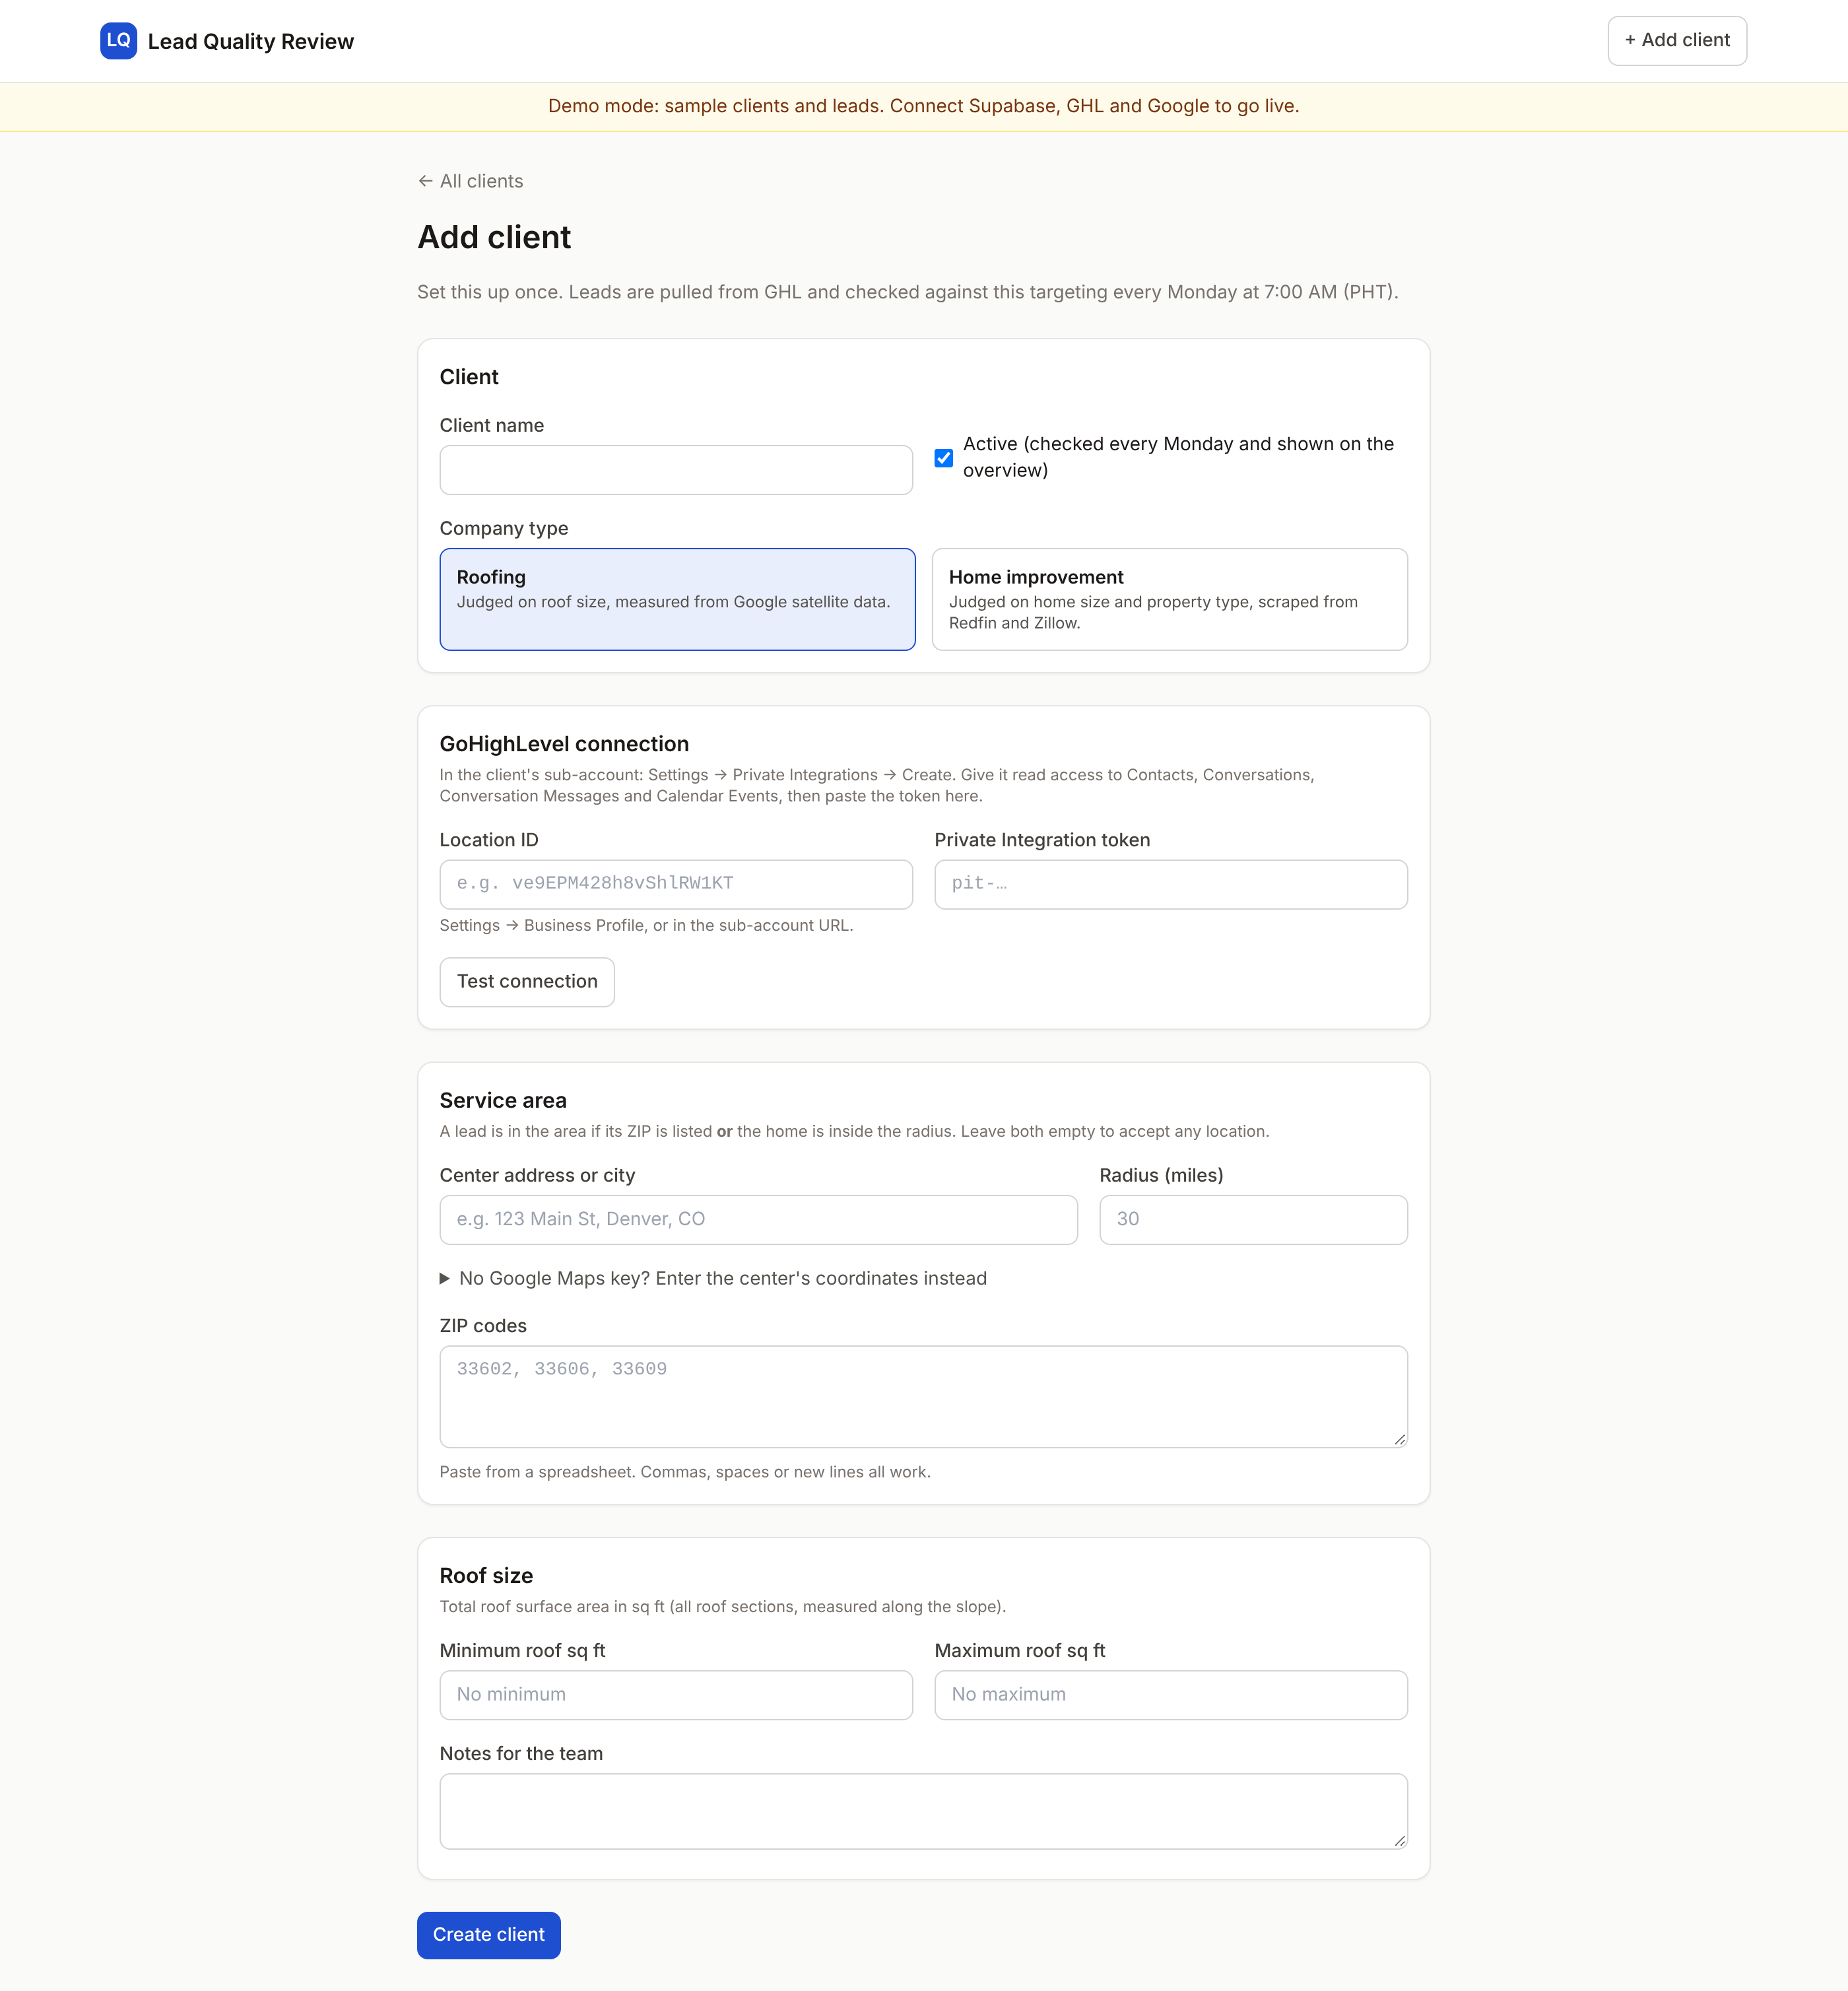 LQ Lead Quality Review
+ Add client
Demo mode: sample clients and leads. Connect Supabase, GHL and Google to go live.
← All clients
Add client
Set this up once. Leads are pulled from GHL and checked against this targeting every Monday at 7:00 AM (PHT).
Client
Client name
Active (checked every Monday and shown on the
overview)
Company type
Roofing
Judged on roof size, measured from Google satellite data.
Home improvement
Judged on home size and property type, scraped from
Redfin and Zillow.
GoHighLevel connection
In the client's sub-account: Settings → Private Integrations → Create. Give it read access to Contacts, Conversations,
Conversation Messages and Calendar Events, then paste the token here.
Location ID
e.g. ve9EPM428h8vShlRW1KT
Settings → Business Profile, or in the sub-account URL.
Private Integration token
pit-…
Test connection
Service area
A lead is in the area if its ZIP is listed or the home is inside the radius. Leave both empty to accept any location.
Center address or city
e.g. 123 Main St, Denver, CO
Radius (miles)
30
▶ No Google Maps key? Enter the center's coordinates instead
ZIP codes
33602, 33606, 33609
Paste from a spreadsheet. Commas, spaces or new lines all work.
Roof size
Total roof surface area in sq ft (all roof sections, measured along the slope).
Minimum roof sq ft
No minimum
Maximum roof sq ft
No maximum
Notes for the team
Create client